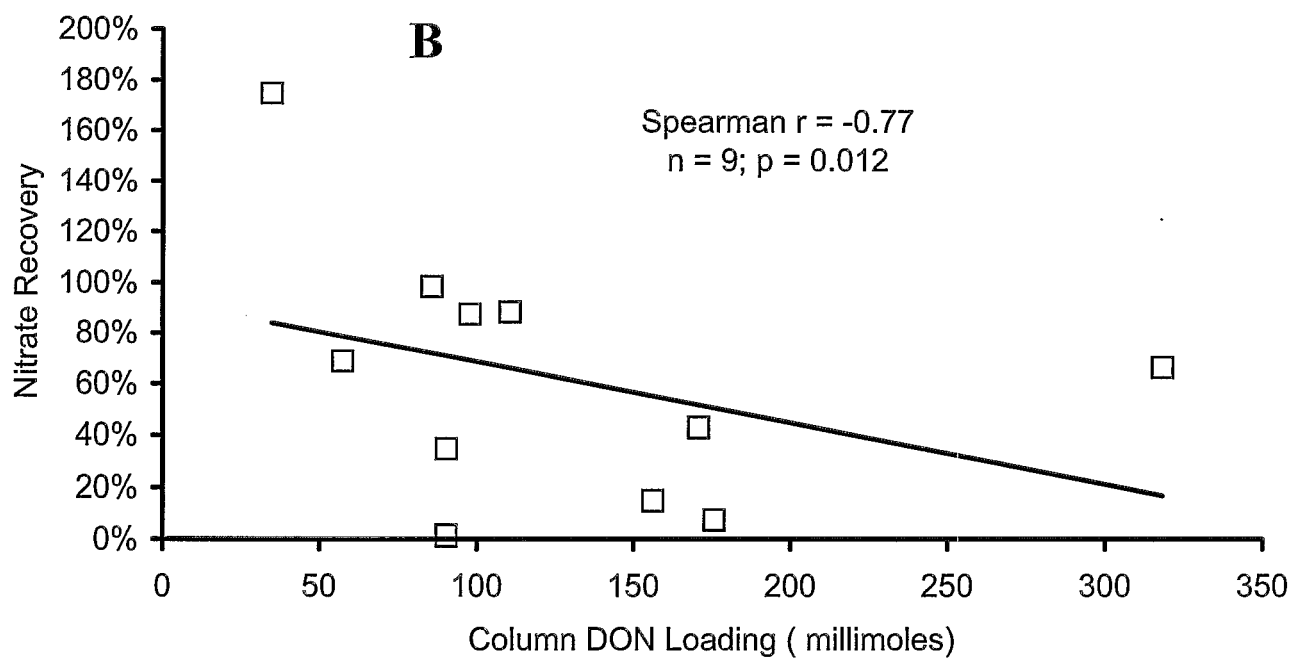 B
Spearman r = -0.77
n = 9; p = 0.012
Nitrate Recovery
200%
180%
160%
140%
120%
100%
80%
60%
40%
20%
0%
0 50 100 150 200 250 300 350
Column DON Loading ( millimoles)